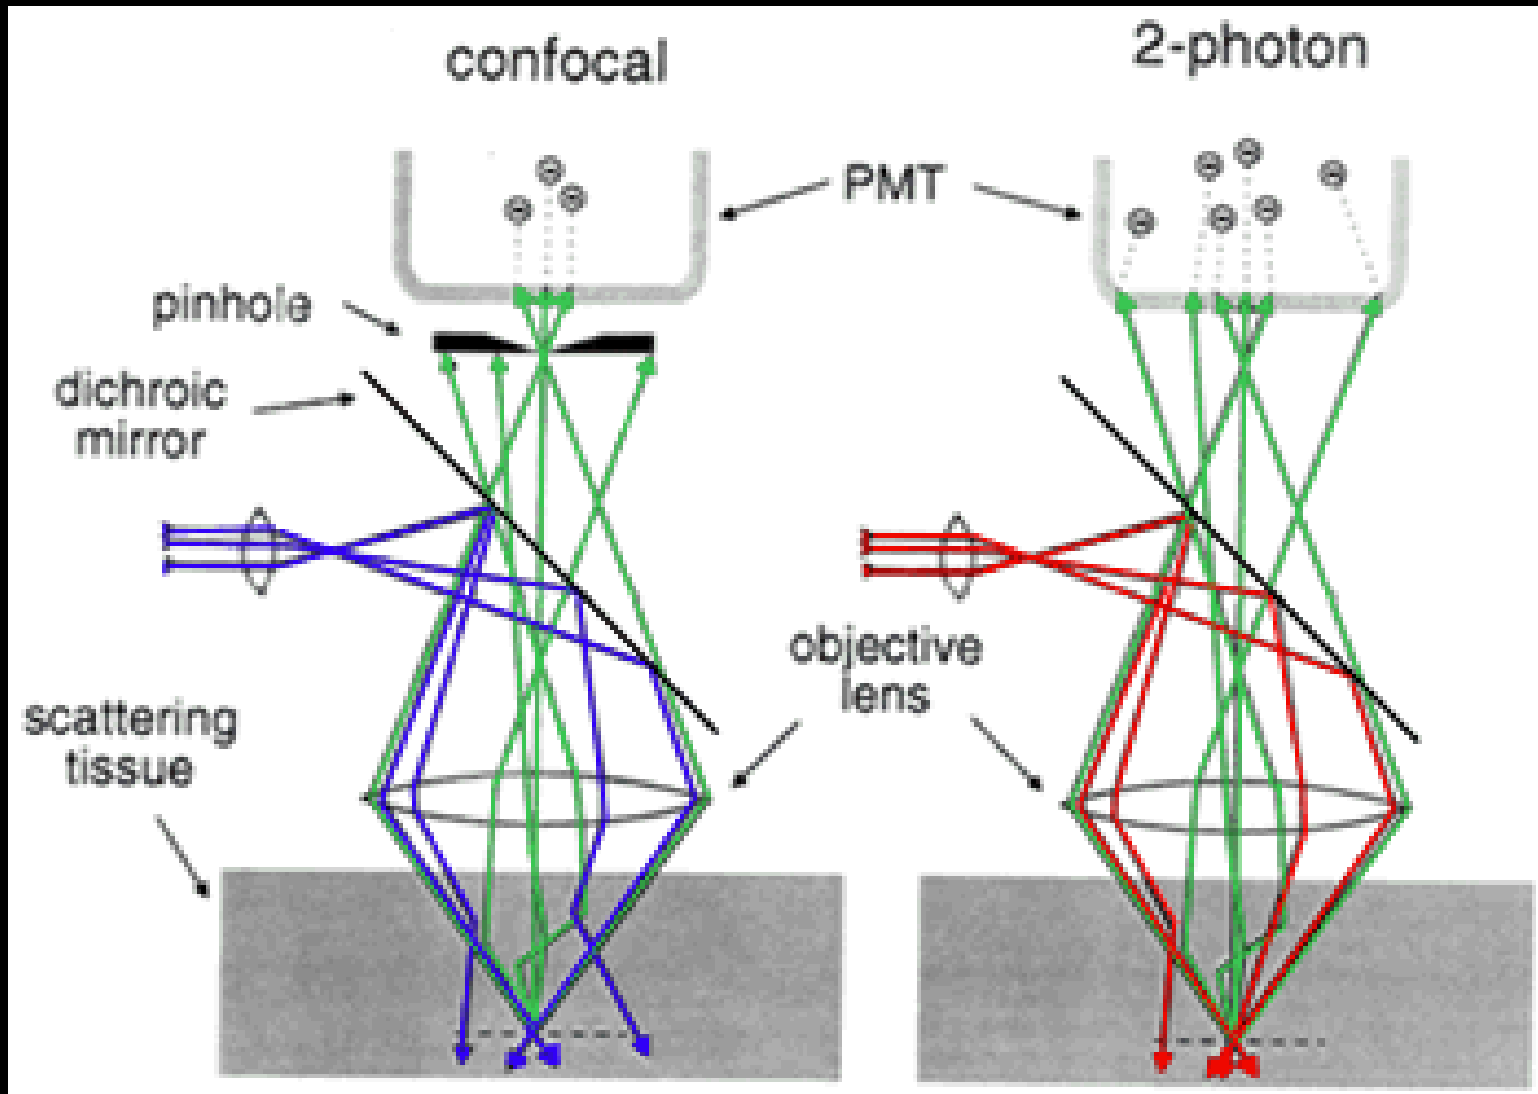 confocal
2-photon
PMT
pinhole
dichroic
mirror
objective
lens
scattering
tissue